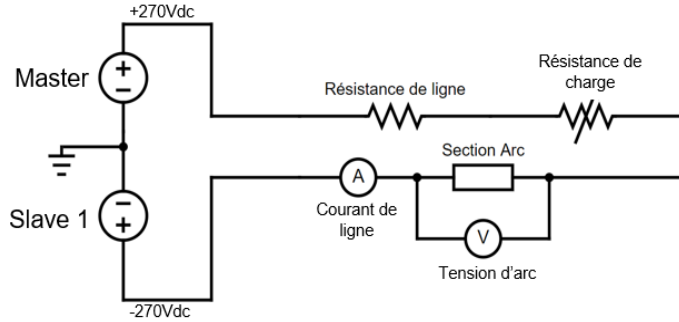 +270Vdc
Master
+
−
Résistance de ligne
Résistance de
charge
Section Arc
A
Courant de
ligne
Slave 1
−
+
V
Tension d'arc
-270Vdc